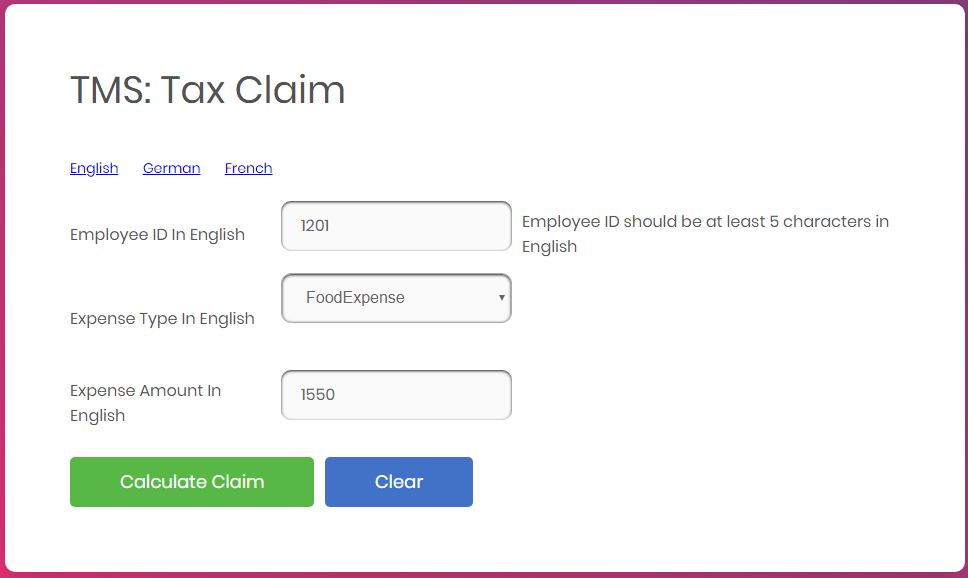 TMS: Tax Claim
English German French
Employee ID In English
1201
Employee ID should be at least 5 characters in
English
Expense Type In English
FoodExpense
Expense Amount In
English
1550
Calculate Claim
Clear